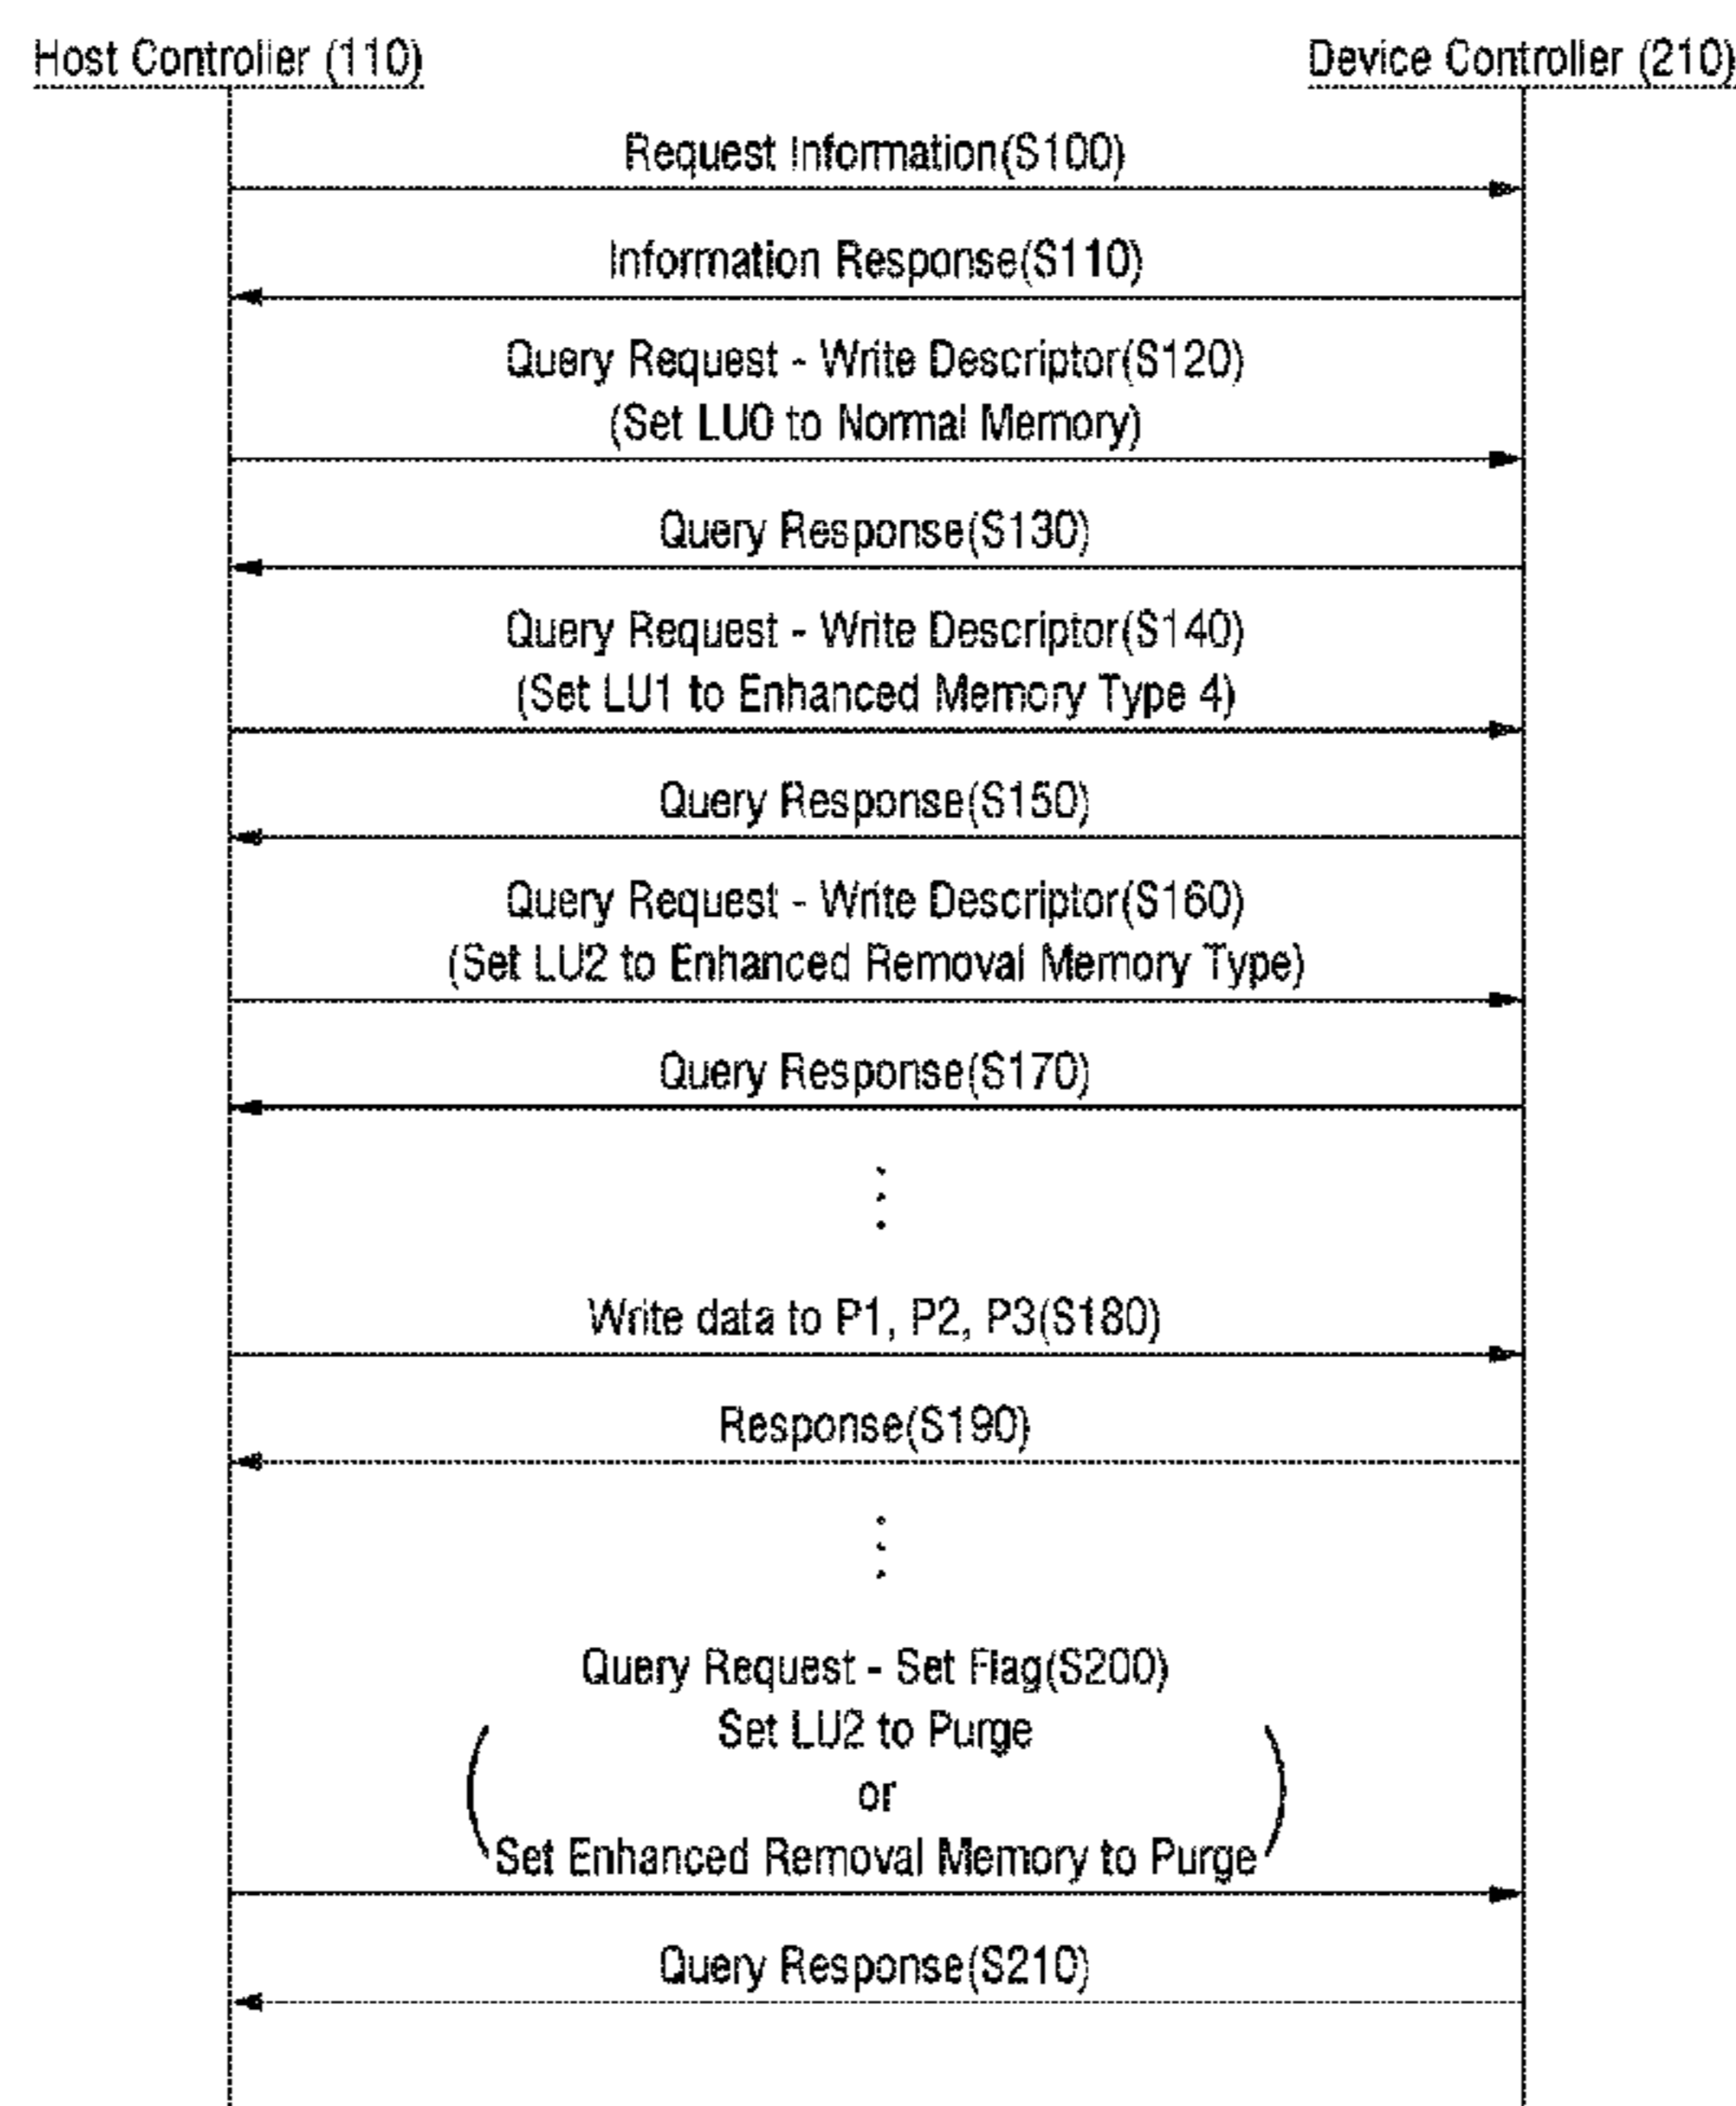 Host Controller (110)
Device Controller (210)
Request Information(S100)
Information Response(S110)
Query Request - Write Descriptor(S120)
(Set LU0 to Normal Memory)
Query Response(S130)
Query Request - Write Descriptor(S140)
(Set LU1 to Enhanced Memory Type 4)
Query Response(S150)
Query Request - Write Descriptor(S160)
(Set LU2 to Enhanced Removal Memory Type)
Query Response(S170)
Write data to P1, P2, P3(S180)
Response(S190)
Query Request - Set Flag(S200)
(Set LU2 to Purge
or
Set Enhanced Removal Memory to Purge)
Query Response(S210)